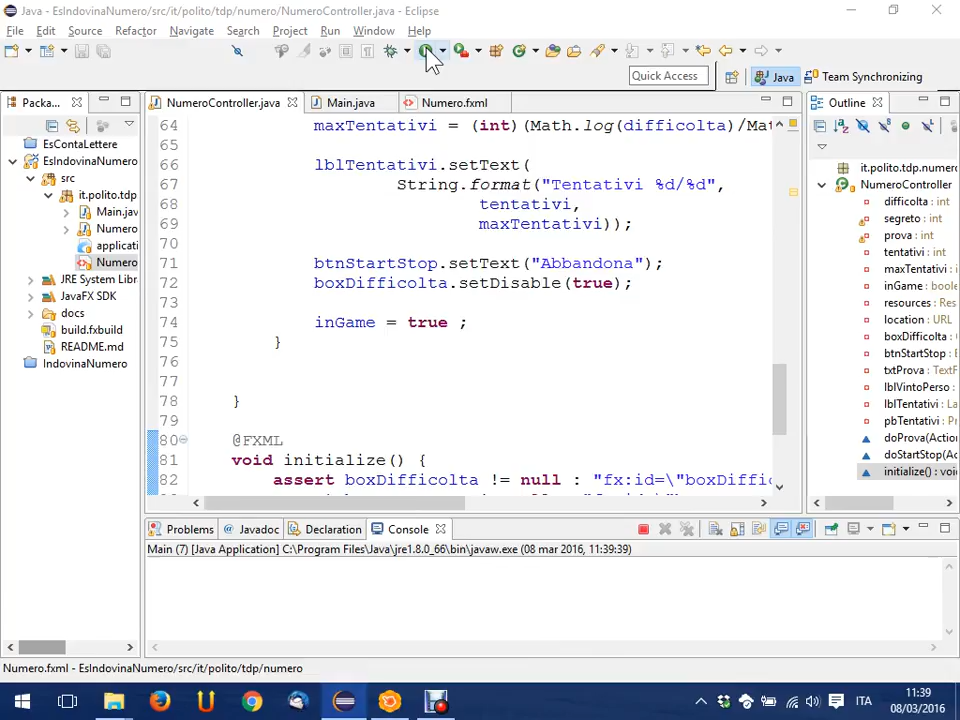 Java - EsIndovinaNumero/src/it/polito/tdp/numero/NumeroController.java - Eclipse
File Edit Source Refactor Navigate Search Project Run Window Help
Quick Access
Java
Team Synchronizing
Packa...
NumeroController.java
Main.java
Numero.fxml
Outline
EsContaLettere
EsIndovinaNumero
src
it.polito.tdp
Main.jav
Numero
applicati
Numero
JRE System Libr
JavaFX SDK
docs
build.fxbuild
README.md
IndovinaNumero
64 maxTentativi = (int)(Math.log(difficolta)/Mat
65
66 lblTentativi.setText(
67 String.format("Tentativi %d/%d",
68 tentativi,
69 maxTentativi));
70
71 btnStartStop.setText("Abbandona");
72 boxDifficolta.setDisable(true);
73
74 inGame = true ;
75 }
76
77
78 }
79
80 @FXML
81 void initialize() {
82 assert boxDifficolta != null : "fx:id=\"boxDiffic
it.polito.tdp.numero
NumeroController
difficolta : int
segreto : int
prova : int
tentativi : int
maxTentativi : int
inGame : boole
resources : Res
location : URL
boxDifficolta :
btnStartStop :
txtProva : TextF
lblVintoPerso :
lblTentativi : La
pbTentativi : P
doProva(Action
doStartStop(Ac
initialize() : voi
Problems
Javadoc
Declaration
Console
Main (7) [Java Application] C:\Program Files\Java\jre1.8.0_66\bin\javaw.exe (08 mar 2016, 11:39:39)
Numero.fxml - EsIndovinaNumero/src/it/polito/tdp/numero
ITA
11:39
08/03/2016